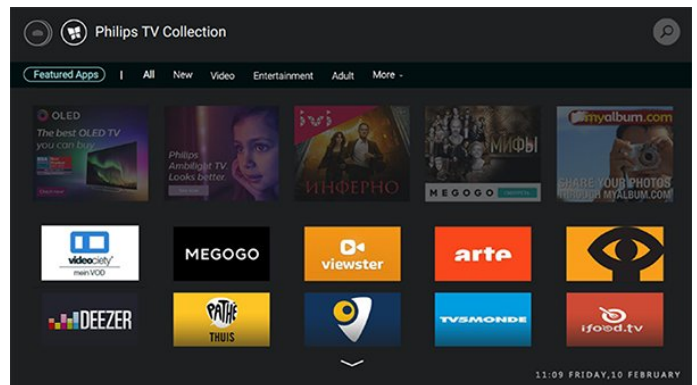 Philips TV Collection
Featured Apps | All New Video Entertainment Adult More
OLED
The best OLED TV
you can buy
Philips
Ambilight TV.
Looks better.
ivi
ИНФЕРНО
МИФЫ
MEGOGO
myalbum.com
SHARE YOUR PHOTOS
THROUGH MYALBUM.COM
videociety
mein VOD
MEGOGO
viewster
arte
DEEZER
PATHÉ
THUIS
TV5MONDE
ifood.tv
11:09 FRIDAY,10 FEBRUARY